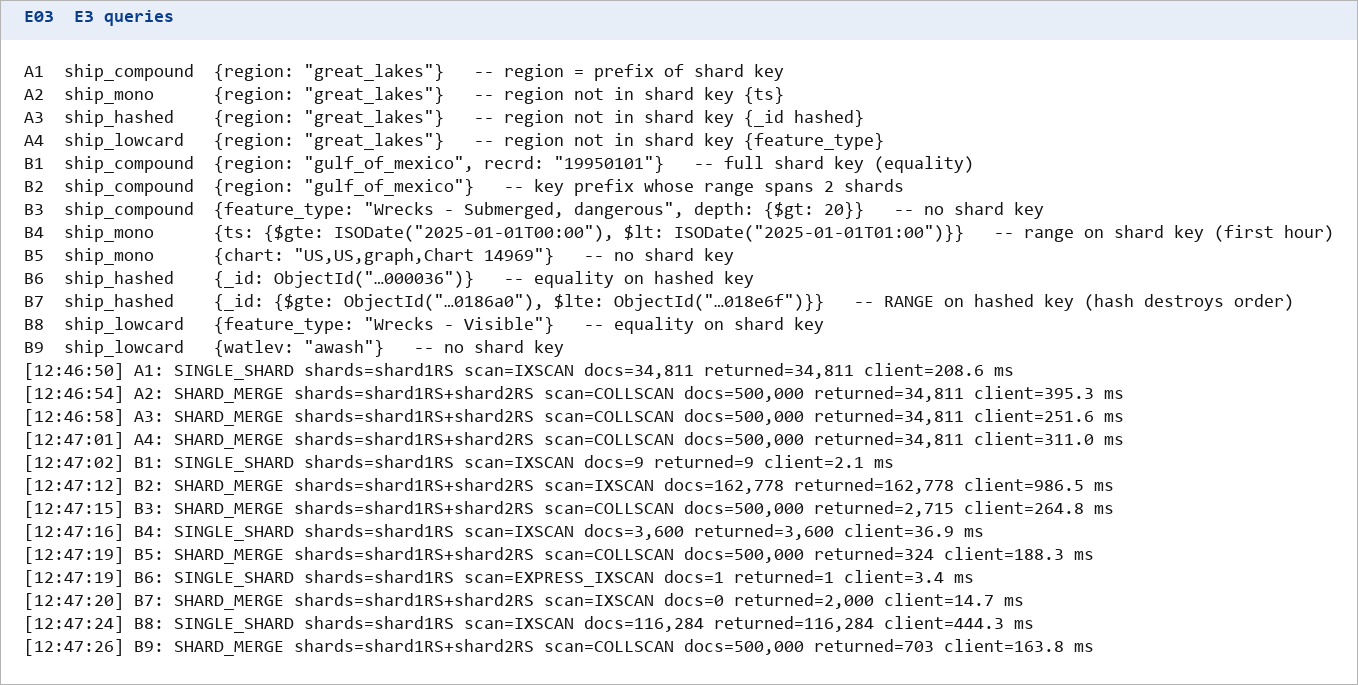 E03  E3 queries
A1  ship_compound  {region: "great_lakes"}   -- region = prefix of shard key
A2  ship_mono      {region: "great_lakes"}   -- region not in shard key {ts}
A3  ship_hashed    {region: "great_lakes"}   -- region not in shard key {_id hashed}
A4  ship_lowcard   {region: "great_lakes"}   -- region not in shard key {feature_type}
B1  ship_compound  {region: "gulf_of_mexico", recrd: "19950101"}   -- full shard key (equality)
B2  ship_compound  {region: "gulf_of_mexico"}   -- key prefix whose range spans 2 shards
B3  ship_compound  {feature_type: "Wrecks - Submerged, dangerous", depth: {$gt: 20}}   -- no shard key
B4  ship_mono      {ts: {$gte: ISODate("2025-01-01T00:00"), $lt: ISODate("2025-01-01T01:00")}}   -- range on shard key (first hour)
B5  ship_mono      {chart: "US,US,graph,Chart 14969"}   -- no shard key
B6  ship_hashed    {_id: ObjectId("…000036")}   -- equality on hashed key
B7  ship_hashed    {_id: {$gte: ObjectId("…0186a0"), $lte: ObjectId("…018e6f")}}   -- RANGE on hashed key (hash destroys order)
B8  ship_lowcard   {feature_type: "Wrecks - Visible"}   -- equality on shard key
B9  ship_lowcard   {watlev: "awash"}   -- no shard key
[12:46:50] A1: SINGLE_SHARD shards=shard1RS scan=IXSCAN docs=34,811 returned=34,811 client=208.6 ms
[12:46:54] A2: SHARD_MERGE shards=shard1RS+shard2RS scan=COLLSCAN docs=500,000 returned=34,811 client=395.3 ms
[12:46:58] A3: SHARD_MERGE shards=shard1RS+shard2RS scan=COLLSCAN docs=500,000 returned=34,811 client=251.6 ms
[12:47:01] A4: SHARD_MERGE shards=shard1RS+shard2RS scan=COLLSCAN docs=500,000 returned=34,811 client=311.0 ms
[12:47:02] B1: SINGLE_SHARD shards=shard1RS scan=IXSCAN docs=9 returned=9 client=2.1 ms
[12:47:12] B2: SHARD_MERGE shards=shard1RS+shard2RS scan=IXSCAN docs=162,778 returned=162,778 client=986.5 ms
[12:47:15] B3: SHARD_MERGE shards=shard1RS+shard2RS scan=COLLSCAN docs=500,000 returned=2,715 client=264.8 ms
[12:47:16] B4: SINGLE_SHARD shards=shard1RS scan=IXSCAN docs=3,600 returned=3,600 client=36.9 ms
[12:47:19] B5: SHARD_MERGE shards=shard1RS+shard2RS scan=COLLSCAN docs=500,000 returned=324 client=188.3 ms
[12:47:19] B6: SINGLE_SHARD shards=shard1RS scan=EXPRESS_IXSCAN docs=1 returned=1 client=3.4 ms
[12:47:20] B7: SHARD_MERGE shards=shard1RS+shard2RS scan=IXSCAN docs=0 returned=2,000 client=14.7 ms
[12:47:24] B8: SINGLE_SHARD shards=shard1RS scan=IXSCAN docs=116,284 returned=116,284 client=444.3 ms
[12:47:26] B9: SHARD_MERGE shards=shard1RS+shard2RS scan=COLLSCAN docs=500,000 returned=703 client=163.8 ms